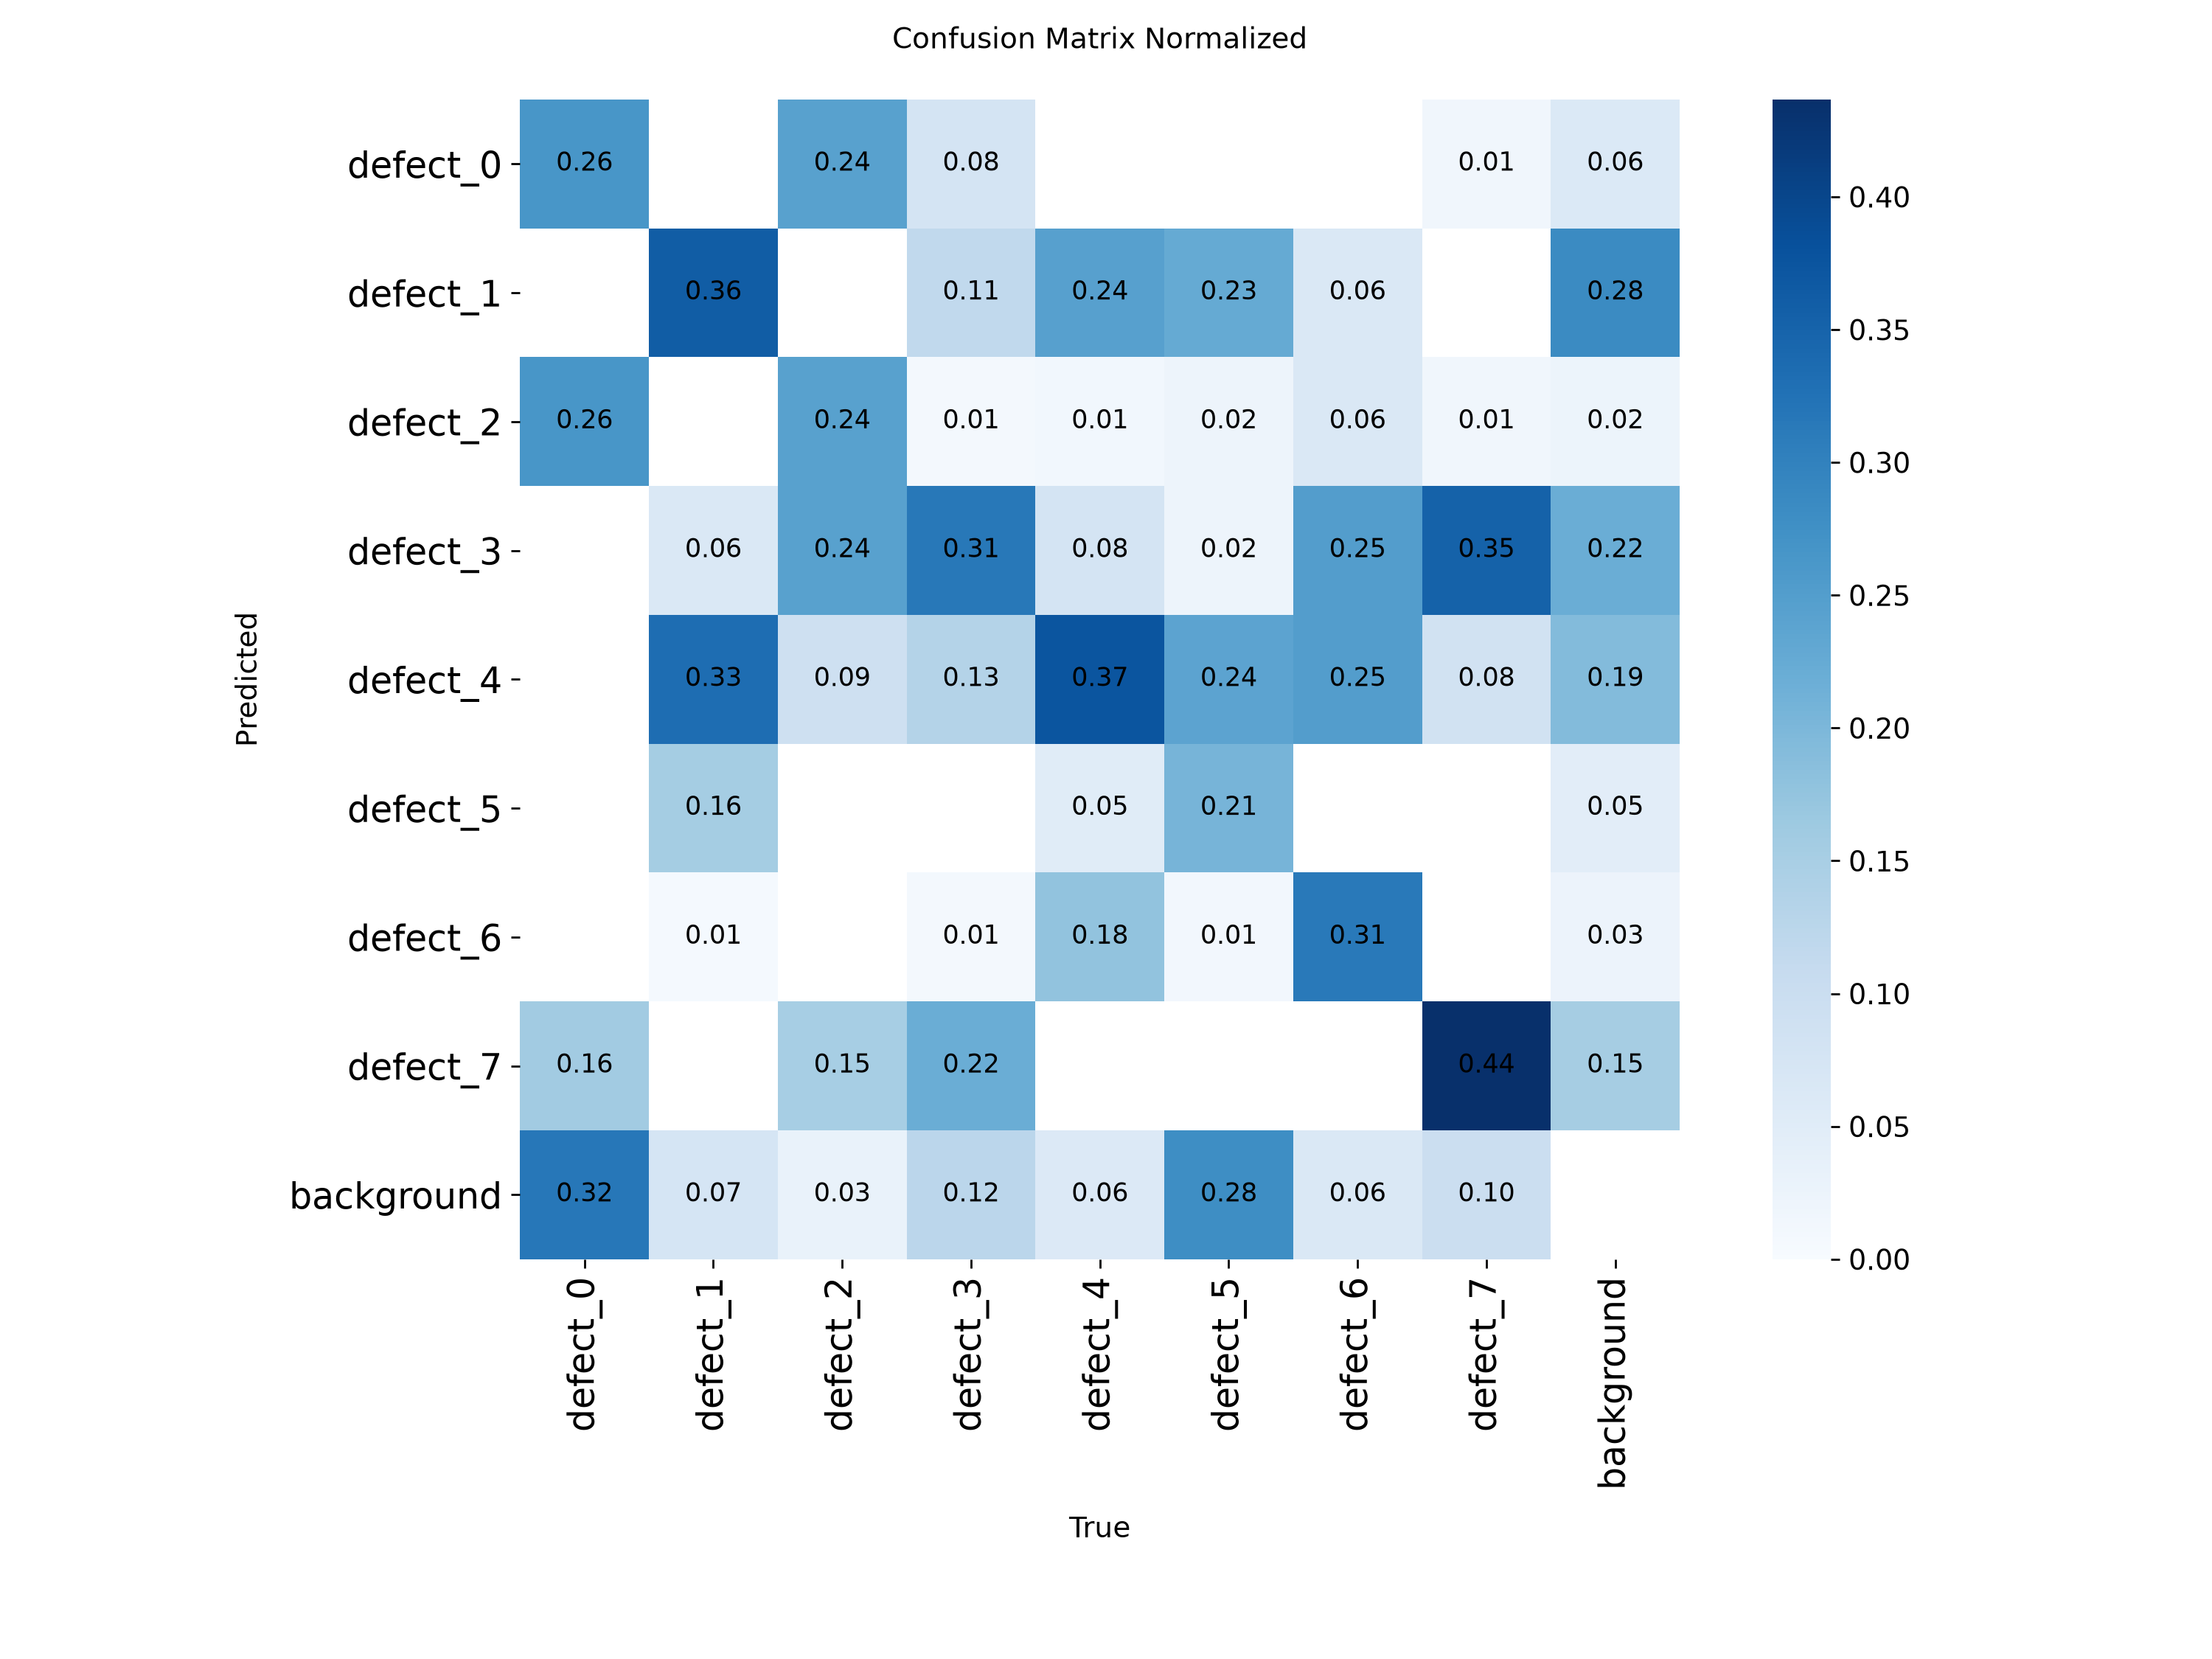 Confusion Matrix Normalized
defect_0 0.26 0.24 0.08 0.01 0.06
defect_1 0.36 0.11 0.24 0.23 0.06 0.28
defect_2 0.26 0.24 0.01 0.01 0.02 0.06 0.01 0.02
defect_3 0.06 0.24 0.31 0.08 0.02 0.25 0.35 0.22
defect_4 0.33 0.09 0.13 0.37 0.24 0.25 0.08 0.19
defect_5 0.16 0.05 0.21 0.05
defect_6 0.01 0.01 0.18 0.01 0.31 0.03
defect_7 0.16 0.15 0.22 0.44 0.15
background 0.32 0.07 0.03 0.12 0.06 0.28 0.06 0.10
Predicted
defect_0 defect_1 defect_2 defect_3 defect_4 defect_5 defect_6 defect_7 background
True
0.40
0.35
0.30
0.25
0.20
0.15
0.10
0.05
0.00